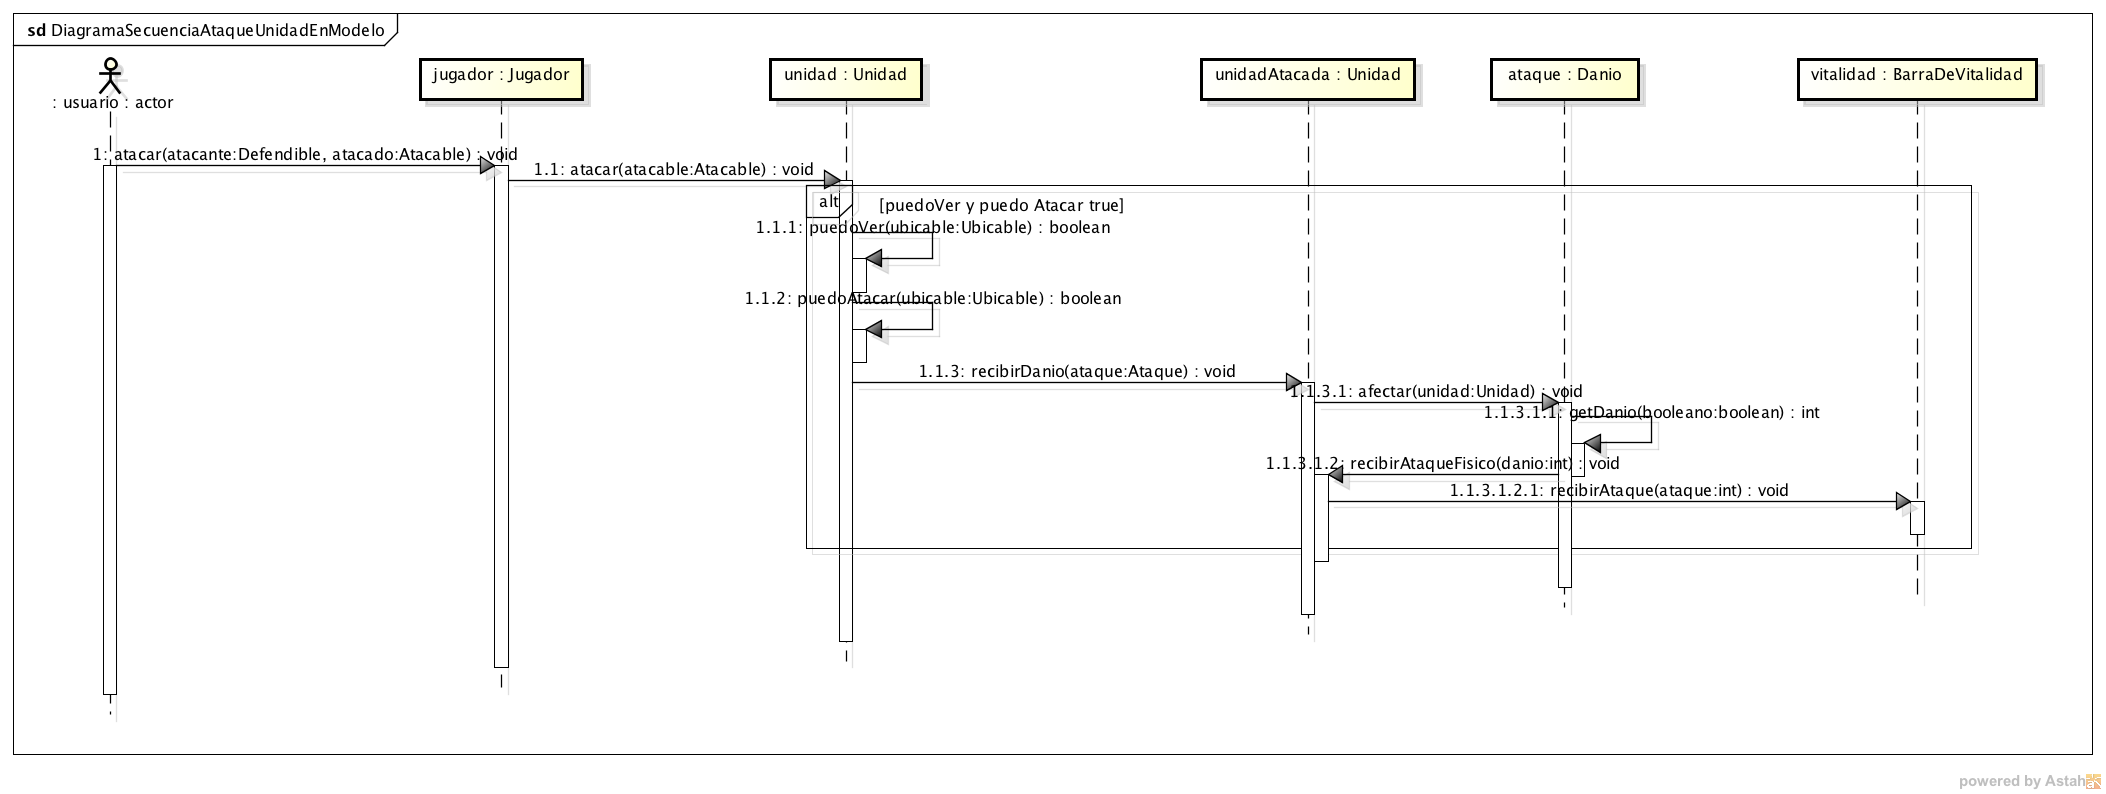 sd DiagramaSecuenciaAtaqueUnidadEnModelo
: usuario : actor
jugador : Jugador
unidad : Unidad
unidadAtacada : Unidad
ataque : Danio
vitalidad : BarraDeVitalidad
1: atacar(atacante:Defendible, atacado:Atacable) : void
1.1: atacar(atacable:Atacable) : void
alt
[puedoVer y puedo Atacar true]
1.1.1: puedoVer(ubicable:Ubicable) : boolean
1.1.2: puedoAtacar(ubicable:Ubicable) : boolean
1.1.3: recibirDanio(ataque:Ataque) : void
1.1.3.1: afectar(unidad:Unidad) : void
1.1.3.1.1: getDanio(booleano:boolean) : int
1.1.3.1.2: recibirAtaqueFisico(danio:int) : void
1.1.3.1.2.1: recibirAtaque(ataque:int) : void
powered by Astah